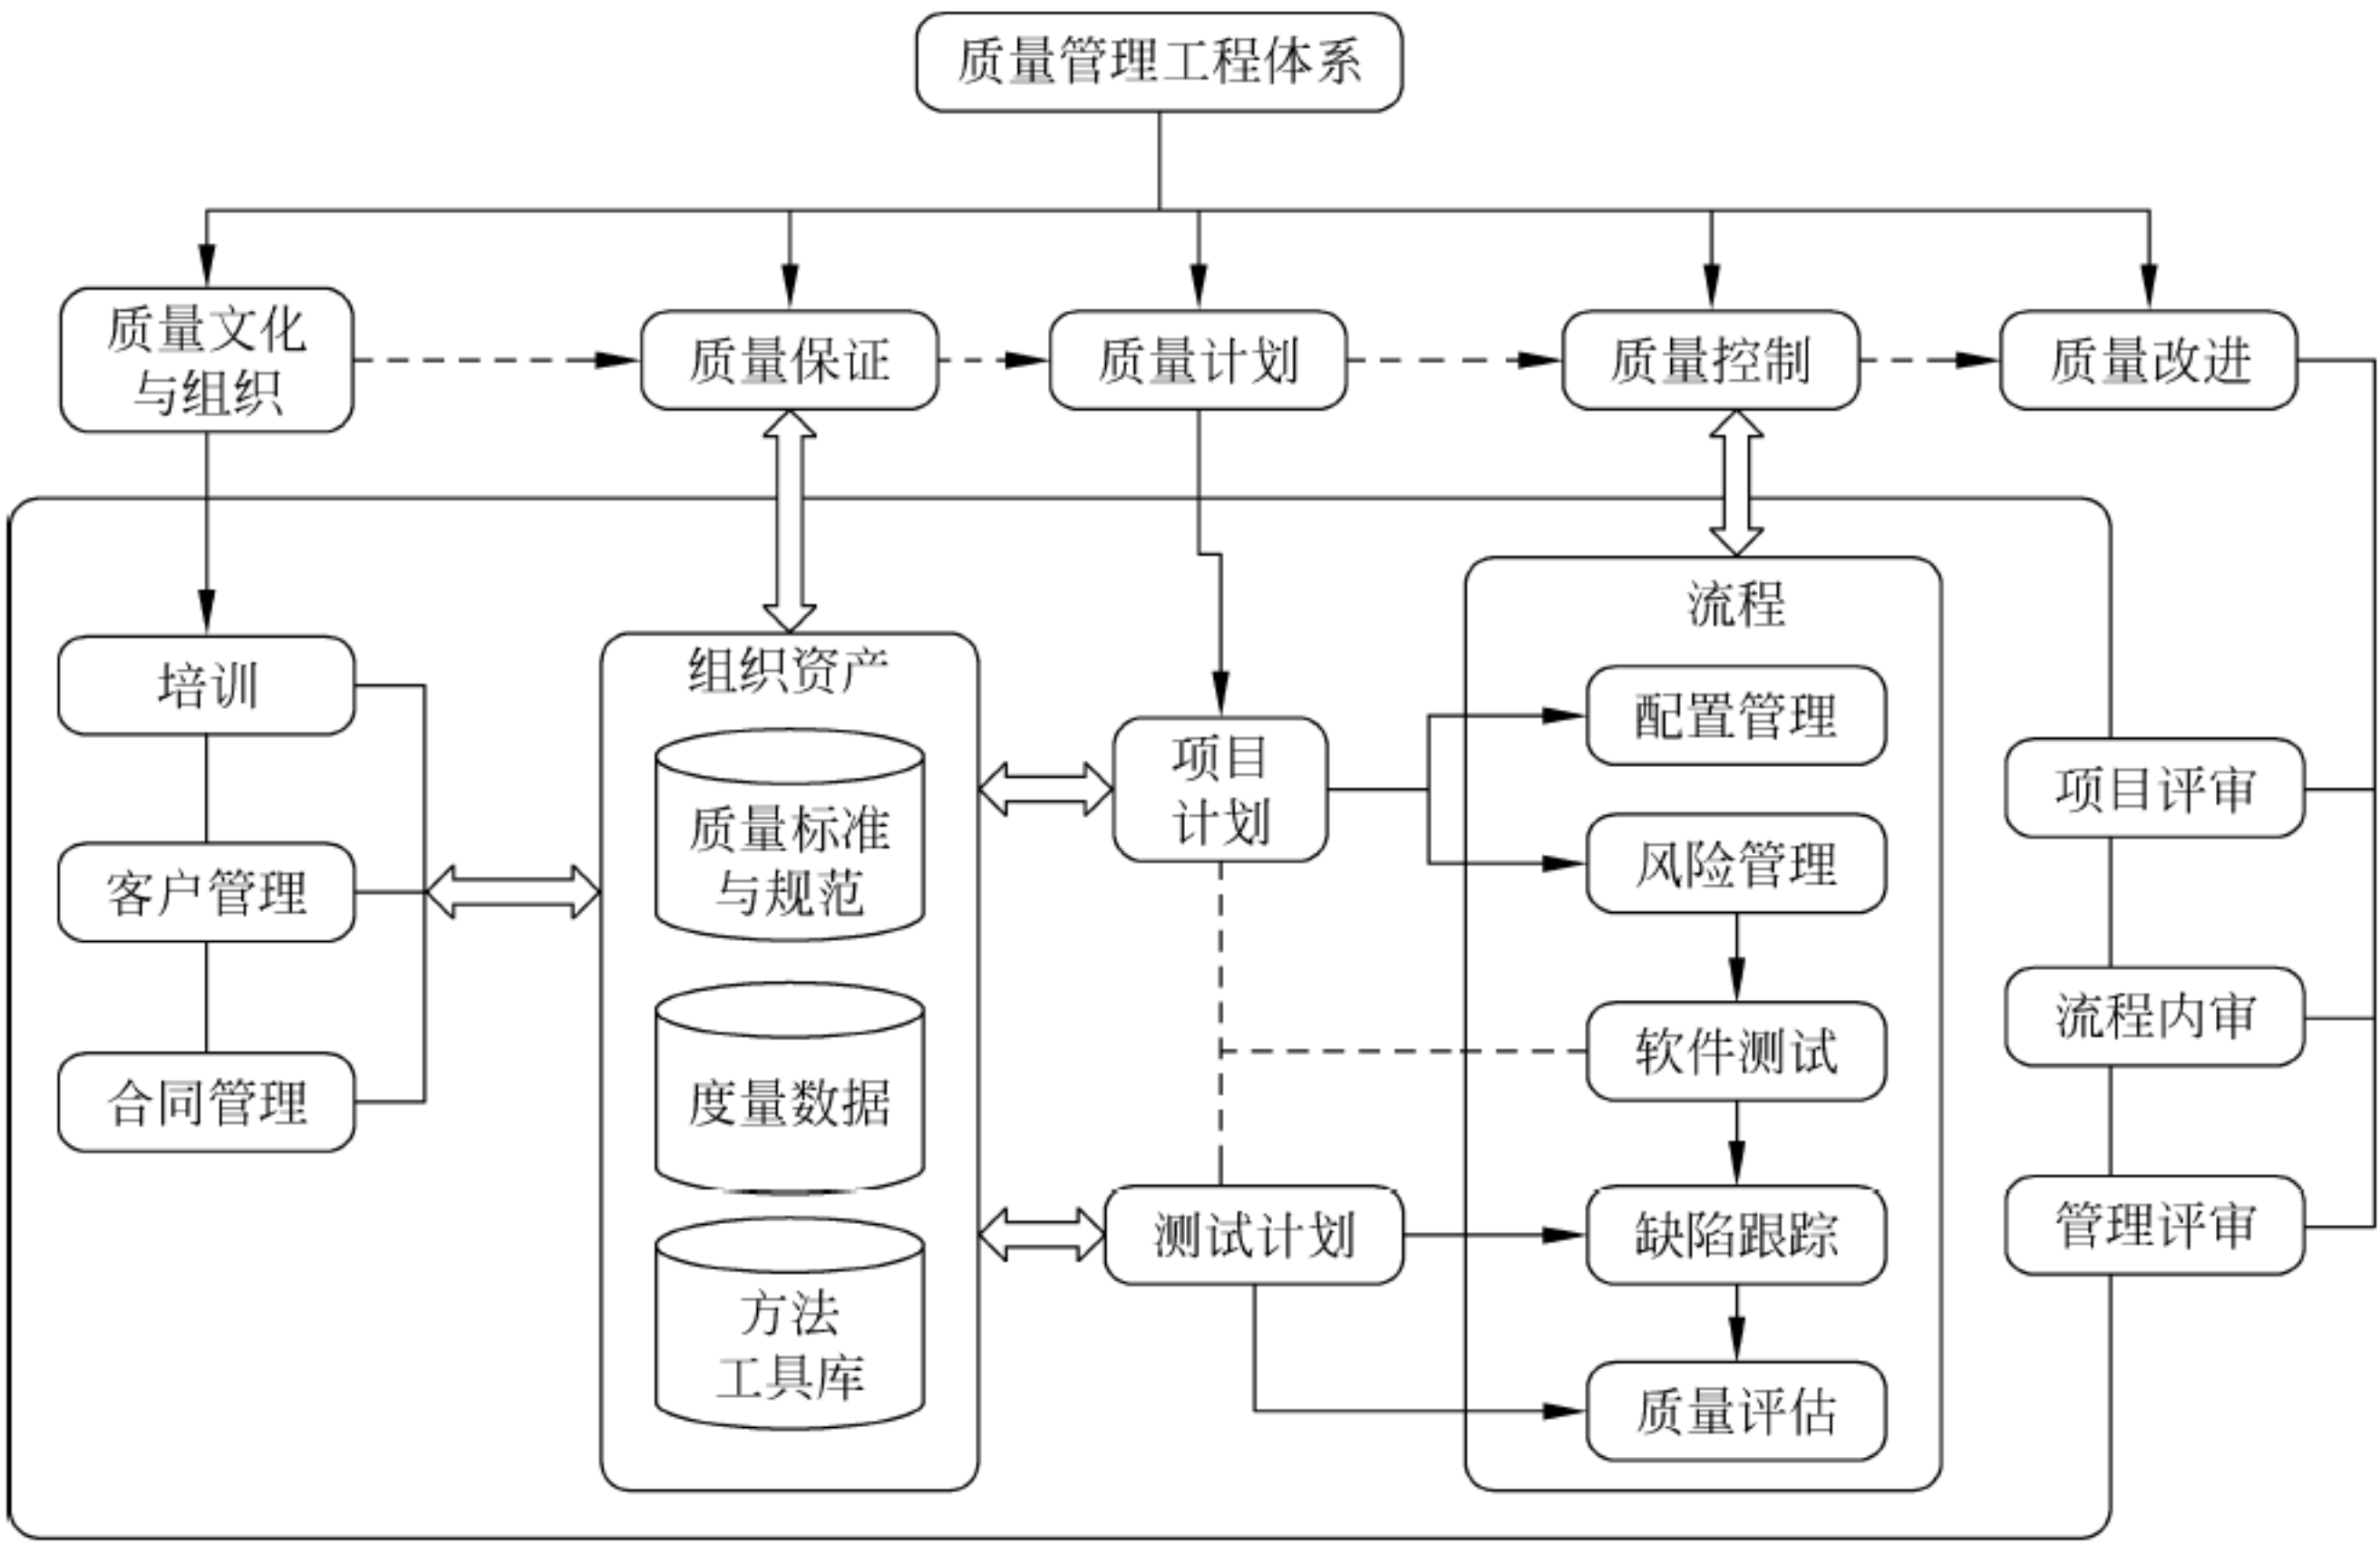 质量管理工程体系
质量文化
与组织
质量保证
质量计划
质量控制
质量改进
培训
客户管理
合同管理
组织资产
质量标准
与规范
度量数据
方法
工具库
项目
计划
测试计划
流程
配置管理
风险管理
软件测试
缺陷跟踪
质量评估
项目评审
流程内审
管理评审